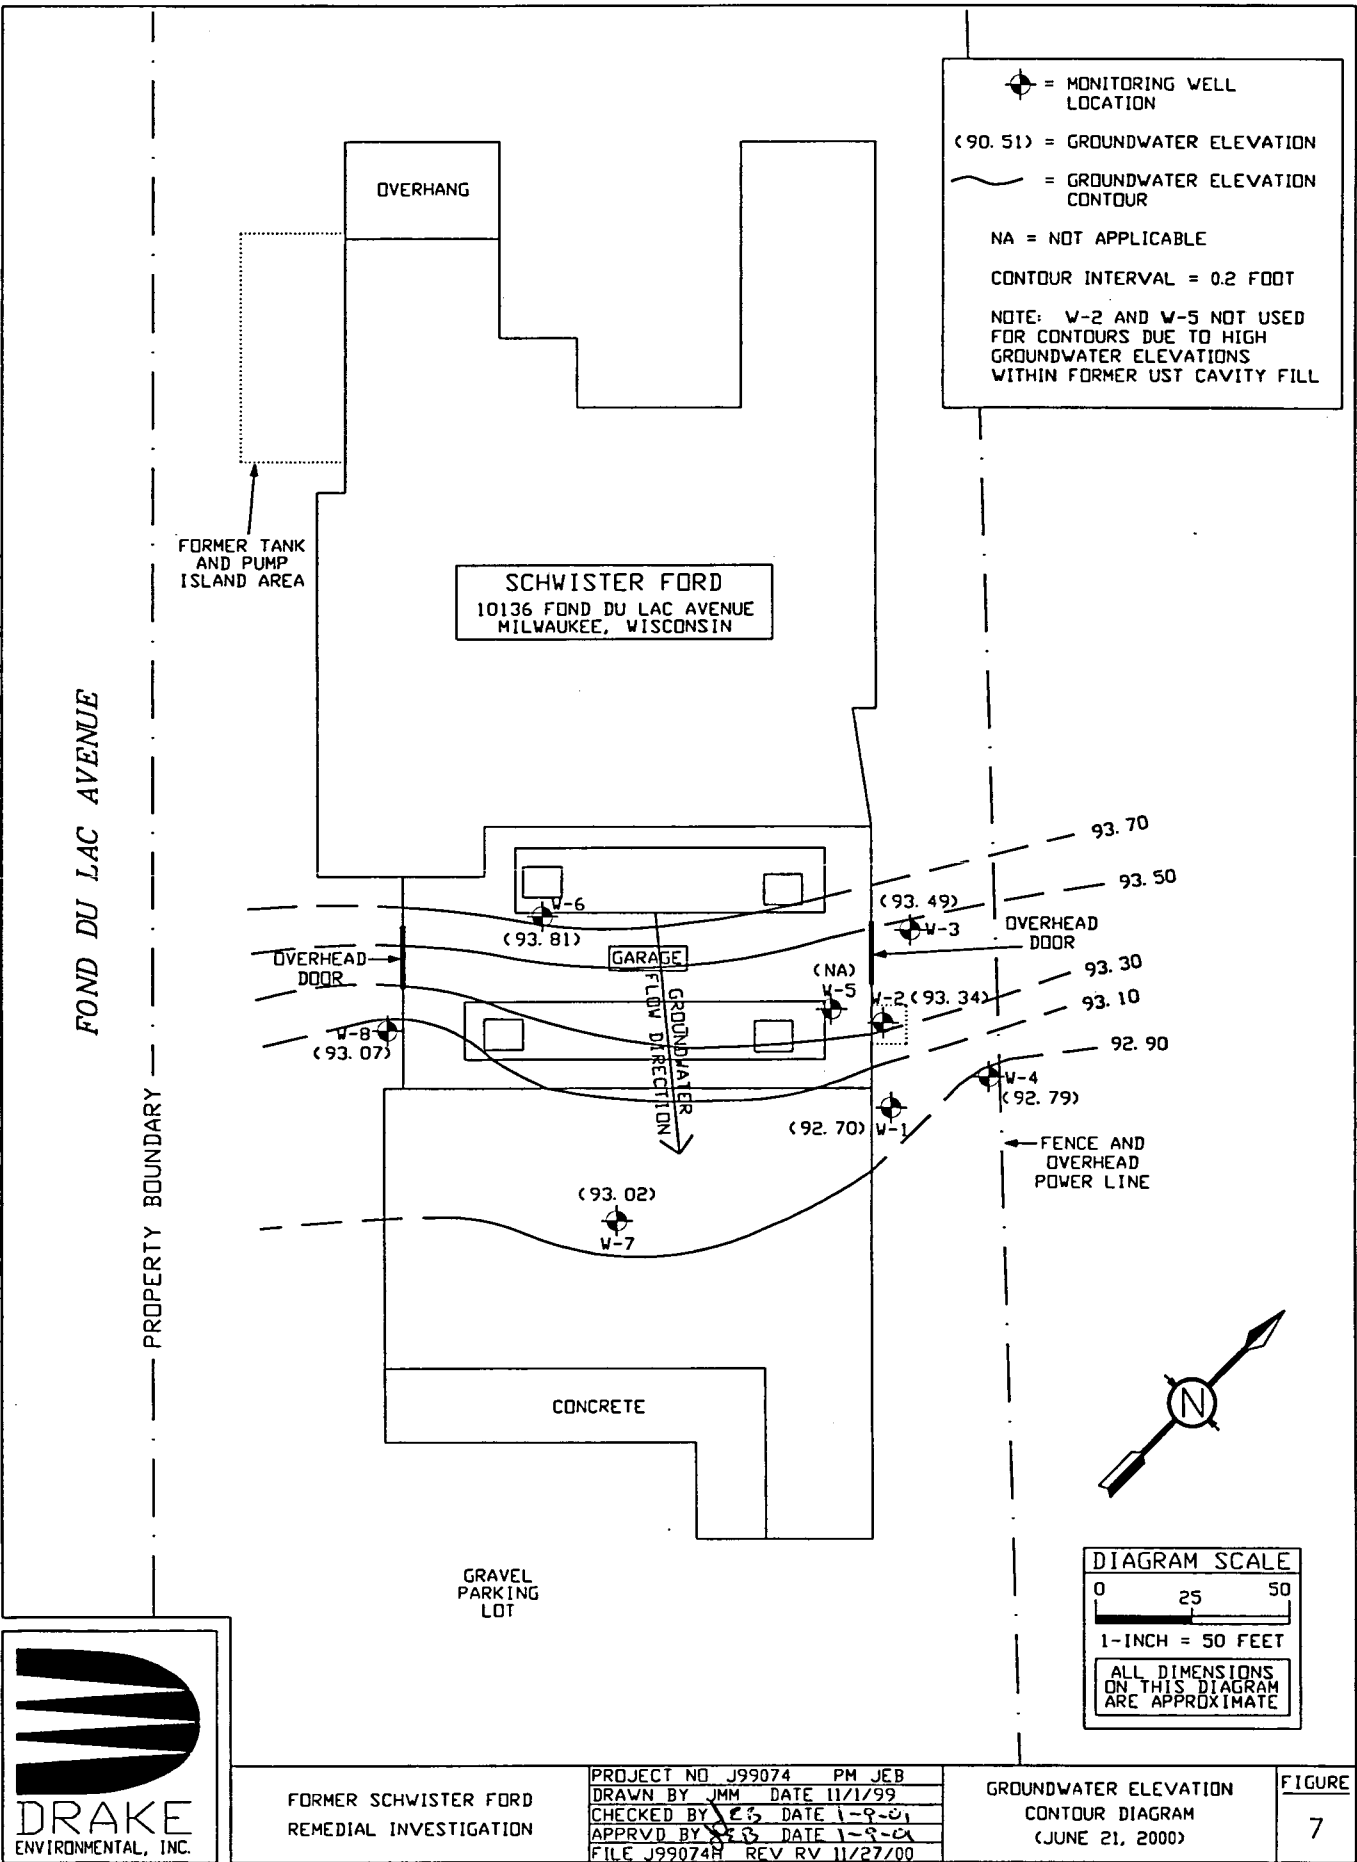 = MONITORING WELL
LOCATION
(90.51) = GROUNDWATER ELEVATION
= GROUNDWATER ELEVATION
CONTOUR
NA = NOT APPLICABLE
CONTOUR INTERVAL = 0.2 FOOT
NOTE: W-2 AND W-5 NOT USED
FOR CONTOURS DUE TO HIGH
GROUNDWATER ELEVATIONS
WITHIN FORMER UST CAVITY FILL
OVERHANG
FORMER TANK
AND PUMP
ISLAND AREA
SCHWISTER FORD
10136 FOND DU LAC AVENUE
MILWAUKEE, WISCONSIN
FOND DU LAC AVENUE
PROPERTY BOUNDARY
93.70
93.50
93.30
93.10
92.90
W-6
(93.81)
(93.49)
W-3
OVERHEAD
DOOR
OVERHEAD
DOOR
GARAGE
(NA)
W-5
W-2 (93.34)
GROUNDWATER
FLOW DIRECTION
W-8
(93.07)
W-4
(92.79)
(92.70) W-1
FENCE AND
OVERHEAD
POWER LINE
(93.02)
W-7
CONCRETE
N
GRAVEL
PARKING
LOT
DIAGRAM SCALE
0 25 50
1-INCH = 50 FEET
ALL DIMENSIONS
ON THIS DIAGRAM
ARE APPROXIMATE
DRAKE
ENVIRONMENTAL, INC.
FORMER SCHWISTER FORD
REMEDIAL INVESTIGATION
PROJECT NO J99074 PM JEB
DRAWN BY JMM DATE 11/1/99
CHECKED BY JEB DATE 1-9-01
APPRVD BY JEB DATE 1-9-01
FILE J99074H REV RV 11/27/00
GROUNDWATER ELEVATION
CONTOUR DIAGRAM
(JUNE 21, 2000)
FIGURE
7